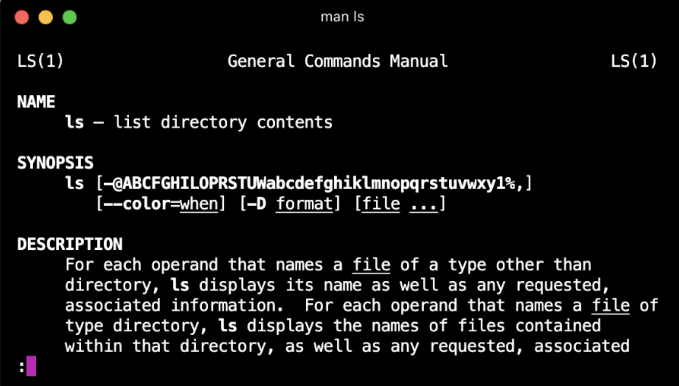 man ls
LS(1) General Commands Manual LS(1)
NAME
ls – list directory contents
SYNOPSIS
ls [-@ABCFGHILOPRSTUWabcdefghiklmnopqrstuvwxy1%,]
[--color=when] [-D format] [file ...]
DESCRIPTION
For each operand that names a file of a type other than
directory, ls displays its name as well as any requested,
associated information. For each operand that names a file of
type directory, ls displays the names of files contained
within that directory, as well as any requested, associated
: